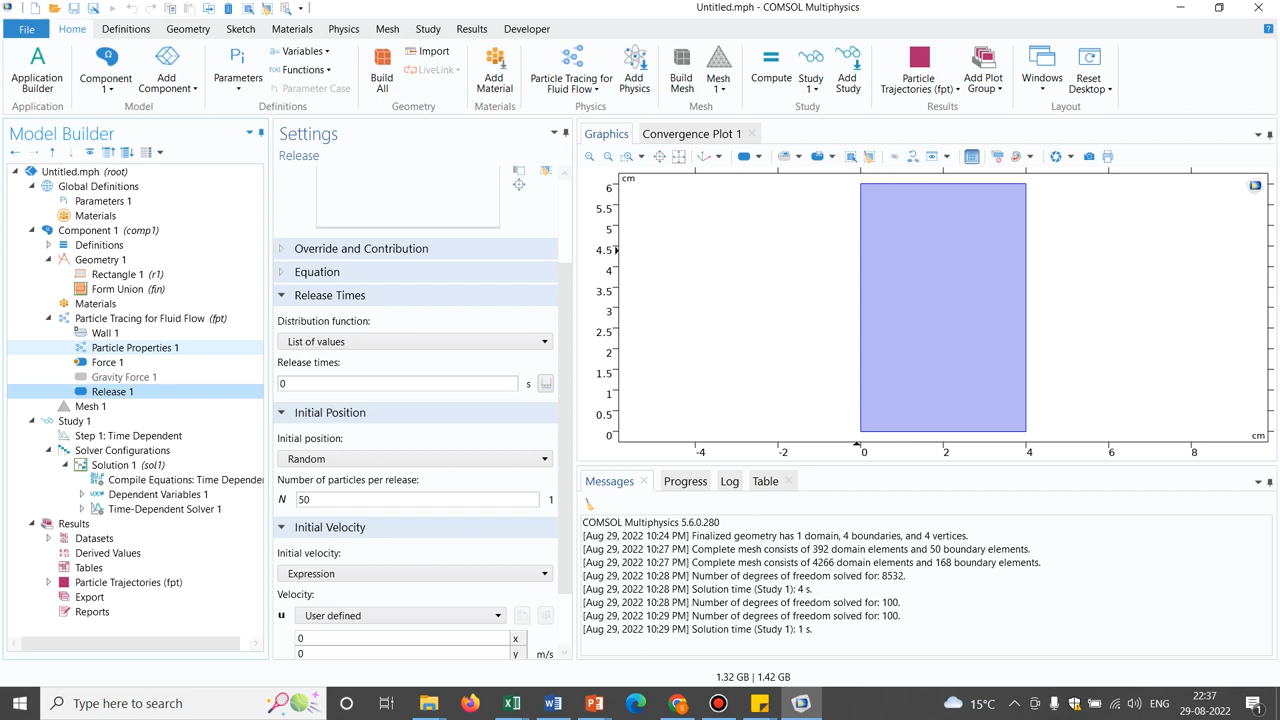 Untitled.mph - COMSOL Multiphysics
File Home Definitions Geometry Sketch Materials Physics Mesh Study Results Developer
Application Builder
Component 1
Add Component
Parameters
a= Variables
f(x) Functions
Pi Parameter Case
Build All
Import
LiveLink
Add Material
Particle Tracing for Fluid Flow
Add Physics
Build Mesh
Mesh 1
Compute
Study 1
Add Study
Particle Trajectories (fpt)
Add Plot Group
Windows
Reset Desktop
Application Model Definitions Geometry Materials Physics Mesh Study Results Layout
Model Builder
Untitled.mph (root)
Global Definitions
Parameters 1
Materials
Component 1 (comp1)
Definitions
Geometry 1
Rectangle 1 (r1)
Form Union (fin)
Materials
Particle Tracing for Fluid Flow (fpt)
Wall 1
Particle Properties 1
Force 1
Gravity Force 1
Release 1
Mesh 1
Study 1
Step 1: Time Dependent
Solver Configurations
Solution 1 (sol1)
Compile Equations: Time Depender
Dependent Variables 1
Time-Dependent Solver 1
Results
Datasets
Derived Values
Tables
Particle Trajectories (fpt)
Export
Reports
Settings
Release
Override and Contribution
Equation
Release Times
Distribution function:
List of values
Release times:
0 s
Initial Position
Initial position:
Random
Number of particles per release:
N 50 1
Initial Velocity
Initial velocity:
Expression
Velocity:
u User defined
0 x
0 y m/s
Graphics Convergence Plot 1
cm
6
5.5
5
4.5
4
3.5
3
2.5
2
1.5
1
0.5
0
cm
-4 -2 0 2 4 6 8
Messages Progress Log Table
COMSOL Multiphysics 5.6.0.280
[Aug 29, 2022 10:24 PM] Finalized geometry has 1 domain, 4 boundaries, and 4 vertices.
[Aug 29, 2022 10:27 PM] Complete mesh consists of 392 domain elements and 50 boundary elements.
[Aug 29, 2022 10:27 PM] Complete mesh consists of 4266 domain elements and 168 boundary elements.
[Aug 29, 2022 10:28 PM] Number of degrees of freedom solved for: 8532.
[Aug 29, 2022 10:28 PM] Solution time (Study 1): 4 s.
[Aug 29, 2022 10:28 PM] Number of degrees of freedom solved for: 100.
[Aug 29, 2022 10:29 PM] Number of degrees of freedom solved for: 100.
[Aug 29, 2022 10:29 PM] Solution time (Study 1): 1 s.
1.32 GB | 1.42 GB
Type here to search
15°C
ENG
22:37
29-08-2022